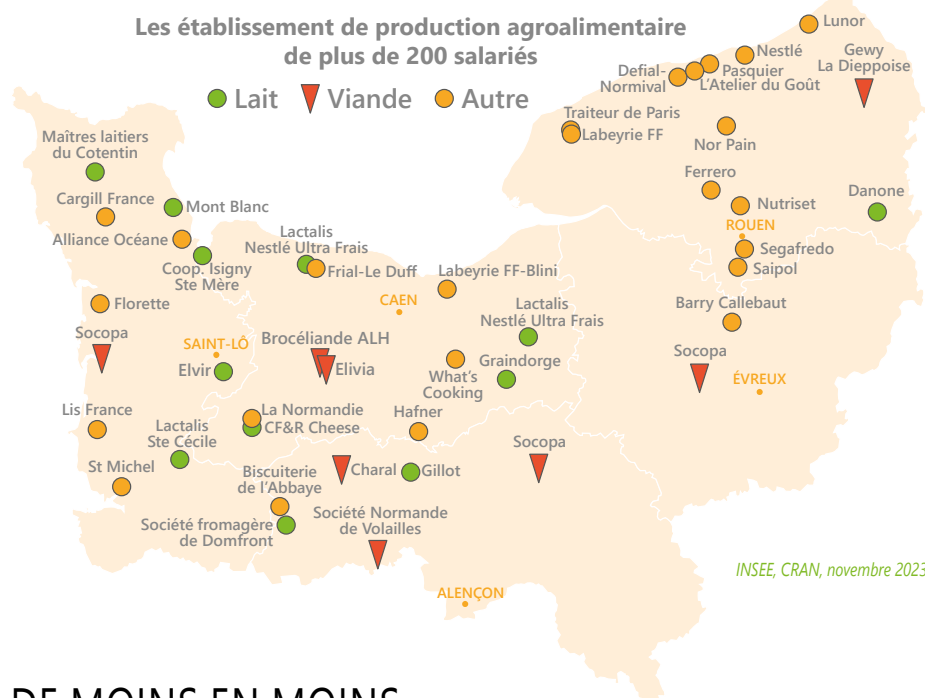 Les établissement de production agroalimentaire
de plus de 200 salariés
Lait
Viande
Autre
Lunor
Nestlé
Gewy
La Dieppoise
Defial-
Normival
Pasquier
L'Atelier du Goût
Traiteur de Paris
Labeyrie FF
Nor Pain
Maîtres laitiers
du Cotentin
Ferrero
Cargill France
Mont Blanc
Nutriset
Danone
ROUEN
Alliance Océane
Lactalis
Nestlé Ultra Frais
Segafredo
Coop. Isigny
Ste Mère
Frial-Le Duff
Labeyrie FF-Blini
Saipol
Florette
CAEN
Lactalis
Nestlé Ultra Frais
Barry Callebaut
Socopa
SAINT-LÔ
Brocéliande ALH
Elvir
Elivia
What's
Cooking
Graindorge
Socopa
ÉVREUX
Lis France
Lactalis
Ste Cécile
La Normandie
CF&R Cheese
Hafner
Socopa
St Michel
Biscuiterie
de l'Abbaye
Charal
Gillot
Société fromagère
de Domfront
Société Normande
de Volailles
INSEE, CRAN, novembre 2023
ALENÇON
DE MOINS EN MOINS